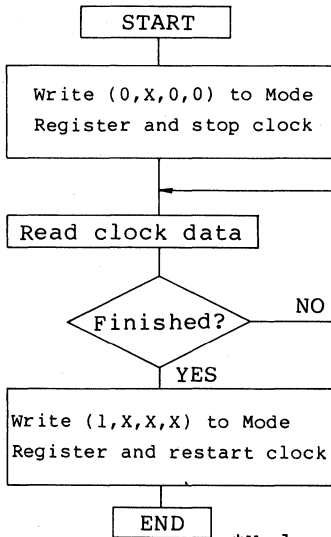 START
Write (0,X,0,0) to Mode
Register and stop clock
Read clock data
Finished?
NO
YES
Write (1,X,X,X) to Mode
Register and restart clock
END